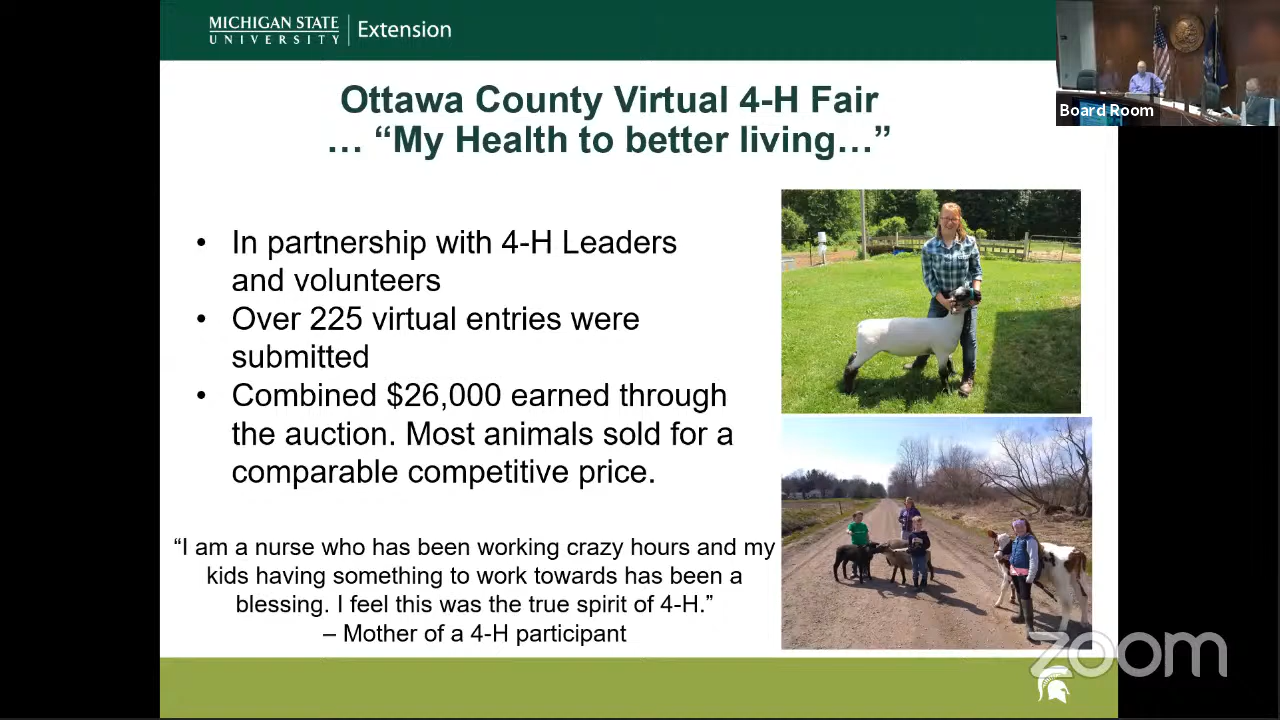 MICHIGAN STATE
UNIVERSITY
Extension
Board Room
Ottawa County Virtual 4-H Fair
… “My Health to better living…”
• In partnership with 4-H Leaders
and volunteers
• Over 225 virtual entries were
submitted
• Combined $26,000 earned through
the auction. Most animals sold for a
comparable competitive price.
“I am a nurse who has been working crazy hours and my
kids having something to work towards has been a
blessing. I feel this was the true spirit of 4-H.”
– Mother of a 4-H participant
zoom